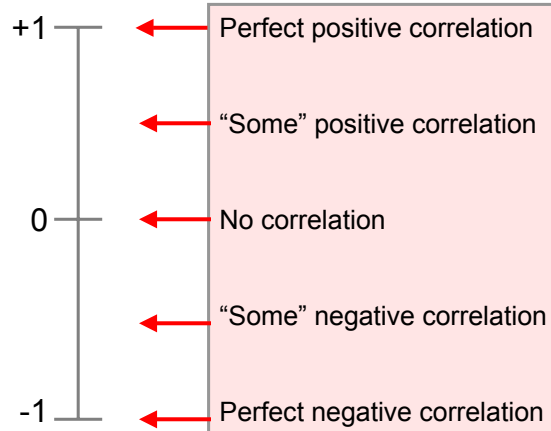 +1 Perfect positive correlation
“Some” positive correlation
0 No correlation
“Some” negative correlation
-1 Perfect negative correlation